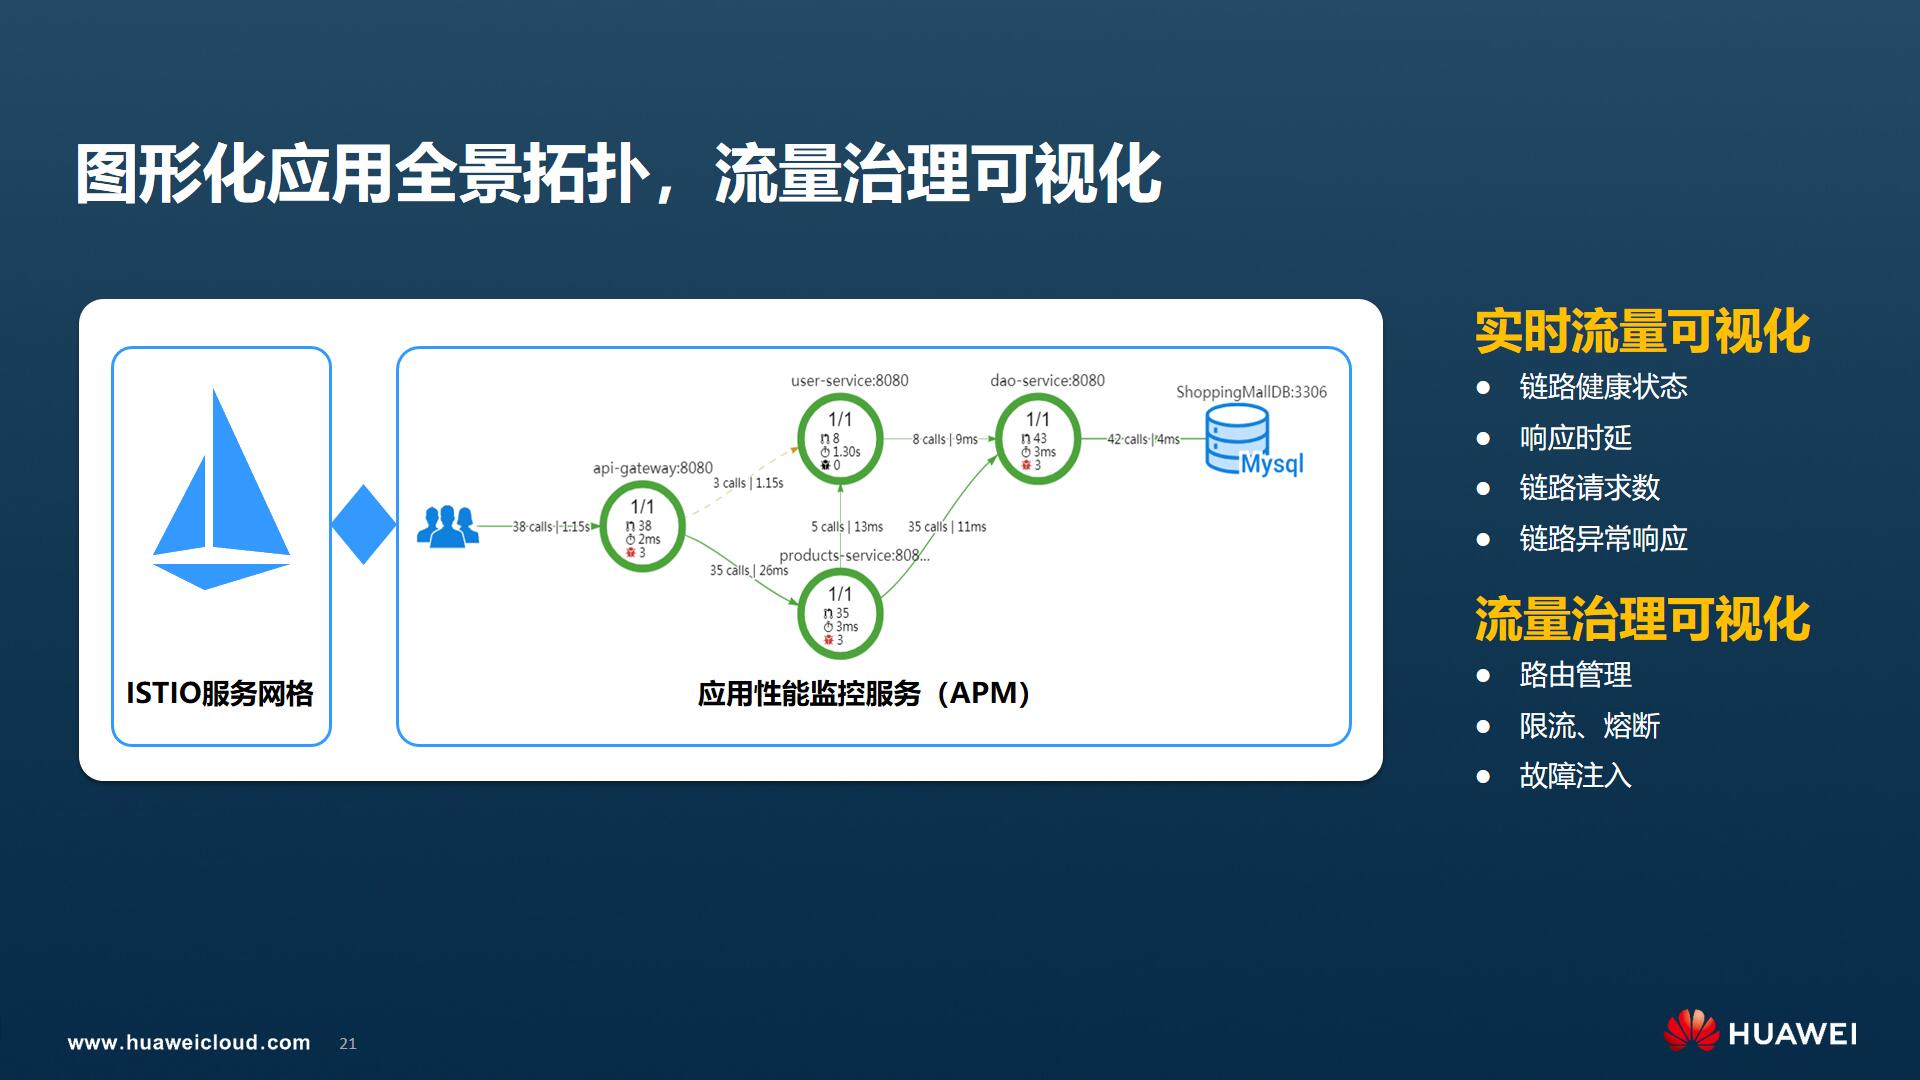 图形化应用全景拓扑，流量治理可视化
ISTIO服务网格
38 calls | 1.15s
api-gateway:8080
1/1
38
2ms
3
3 calls | 1.15s
35 calls | 26ms
user-service:8080
1/1
8
1.30s
0
5 calls | 13ms
products-service:808...
1/1
35
3ms
3
8 calls | 9ms
35 calls | 11ms
dao-service:8080
1/1
43
3ms
3
42 calls | 4ms
ShoppingMallDB:3306
Mysql
应用性能监控服务（APM）
实时流量可视化
● 链路健康状态
● 响应时延
● 链路请求数
● 链路异常响应
流量治理可视化
● 路由管理
● 限流、熔断
● 故障注入
www.huaweicloud.com 21
HUAWEI